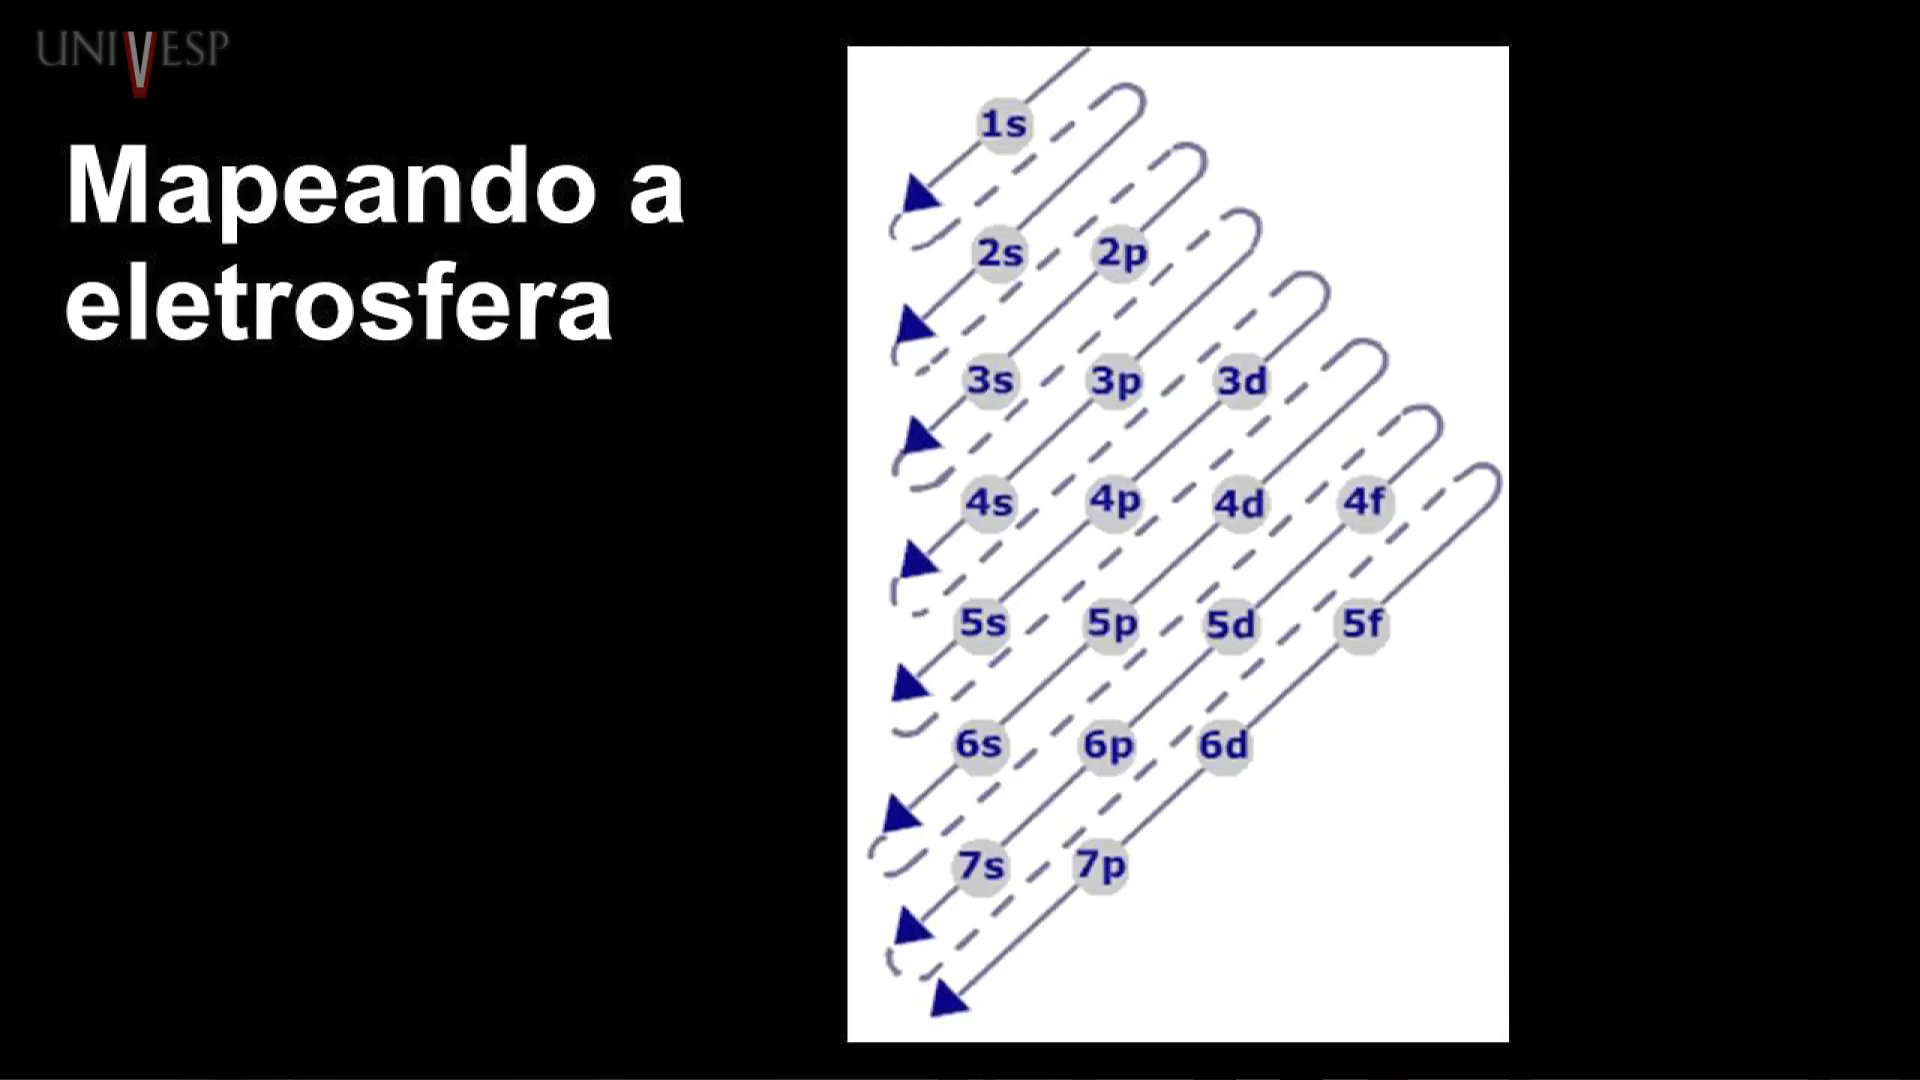 UNIVESP
Mapeando a
eletrosfera
1s
2s 2p
3s 3p 3d
4s 4p 4d 4f
5s 5p 5d 5f
6s 6p 6d
7s 7p